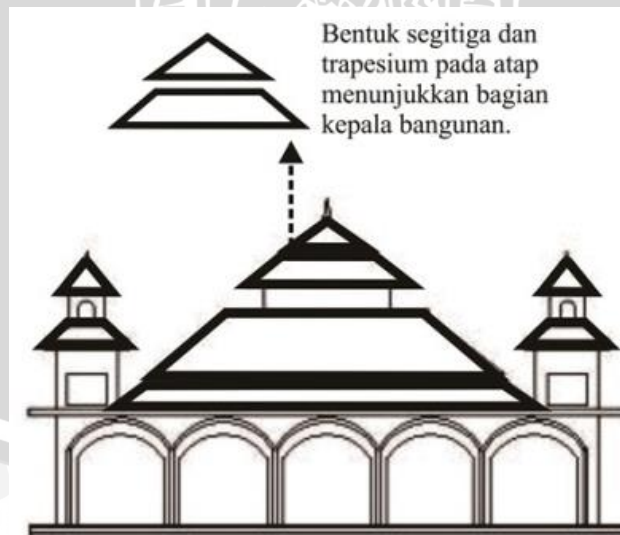 Bentuk segitiga dan
trapesium pada atap
menunjukkan bagian
kepala bangunan.